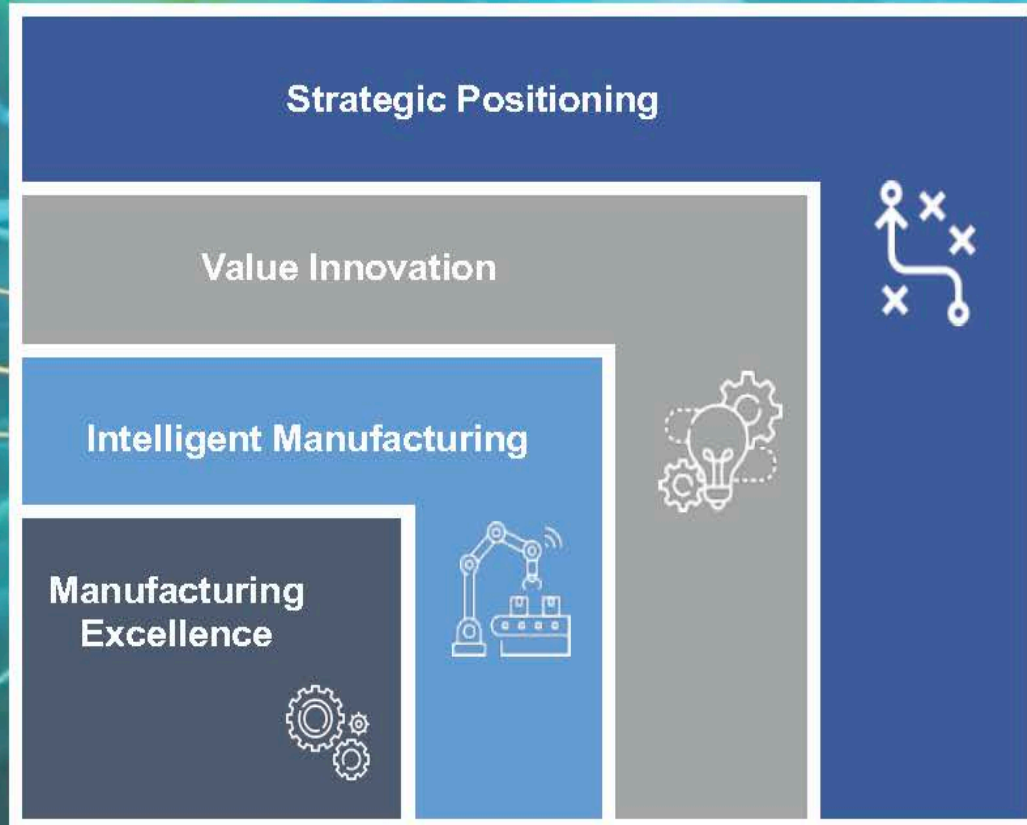 Strategic Positioning
Value Innovation
Intelligent Manufacturing
Manufacturing
Excellence